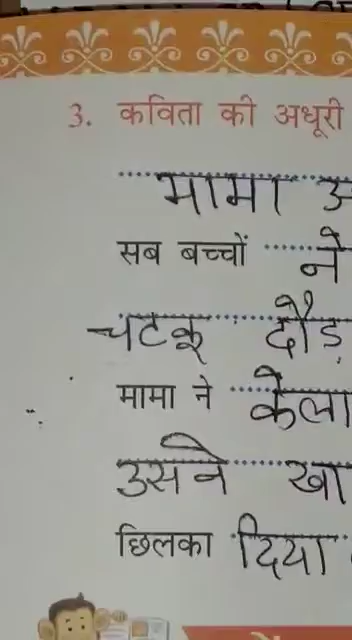 3. कविता की अधूरी
मामा
सब बच्चों ने
चटकू दौड़
मामा ने केला
उसने खा
छिलका दिया